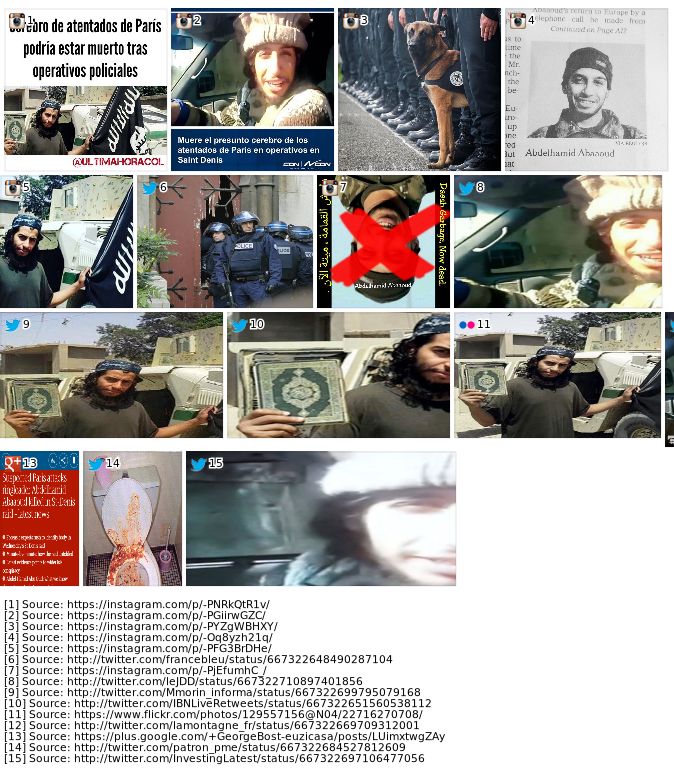 1
cerebro de atentados de París
podría estar muerto tras
operativos policiales
@ULTIMAHORACOL
2
Muere el presunto cerebro de los
atentados de París en operativos en
Saint Denis
3
4
Abaaoud's return to Europe by a
telephone call he made from
Continued on Page A12
Abdelhamid Abaaoud
5
6
POLICE
7
Daesh Garbage, Now dead.
Abdelhamid Abaaoud
8
9
10
11
g+ 13
Suspected Paris attacks
ringleader Abdelhamid
Abaaoud killed in St-Denis
raid - latest news
14
15
[1] Source: https://instagram.com/p/-PNRkQtR1v/
[2] Source: https://instagram.com/p/-PGiirwGZC/
[3] Source: https://instagram.com/p/-PYZgWBHXY/
[4] Source: https://instagram.com/p/-Oq8yzh21q/
[5] Source: https://instagram.com/p/-PFG3BrDHe/
[6] Source: http://twitter.com/francebleu/status/667322648490287104
[7] Source: https://instagram.com/p/-PjEfumhC_/
[8] Source: http://twitter.com/leJDD/status/667322710897401856
[9] Source: http://twitter.com/Mmorin_informa/status/667322699795079168
[10] Source: http://twitter.com/IBNLiveRetweets/status/667322651560538112
[11] Source: https://www.flickr.com/photos/129557156@N04/22716270708/
[12] Source: http://twitter.com/lamontagne_fr/status/667322669709312001
[13] Source: https://plus.google.com/+GeorgeBost-euzicasa/posts/LUimxtwgZAy
[14] Source: http://twitter.com/patron_pme/status/667322684527812609
[15] Source: http://twitter.com/InvestingLatest/status/667322697106477056